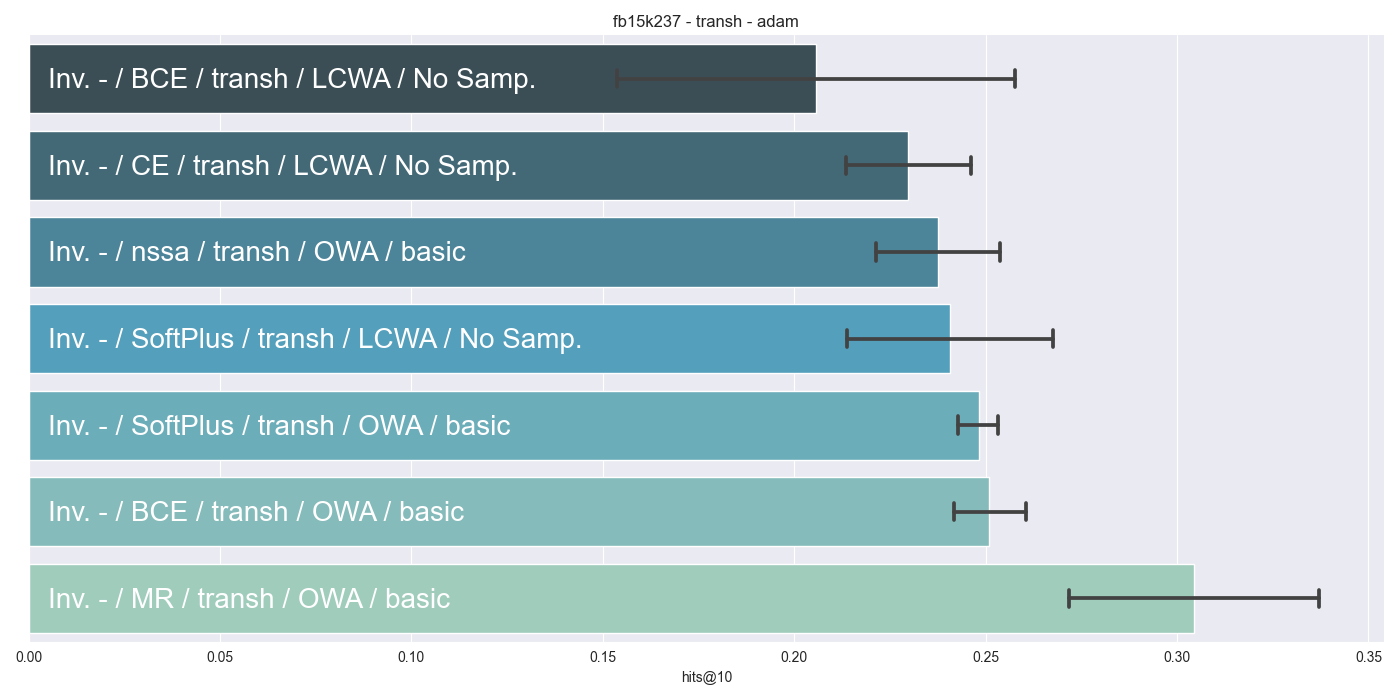 fb15k237 - transh - adam
Inv. - / BCE / transh / LCWA / No Samp.
Inv. - / CE / transh / LCWA / No Samp.
Inv. - / nssa / transh / OWA / basic
Inv. - / SoftPlus / transh / LCWA / No Samp.
Inv. - / SoftPlus / transh / OWA / basic
Inv. - / BCE / transh / OWA / basic
Inv. - / MR / transh / OWA / basic
0.00 0.05 0.10 0.15 0.20 0.25 0.30 0.35
hits@10